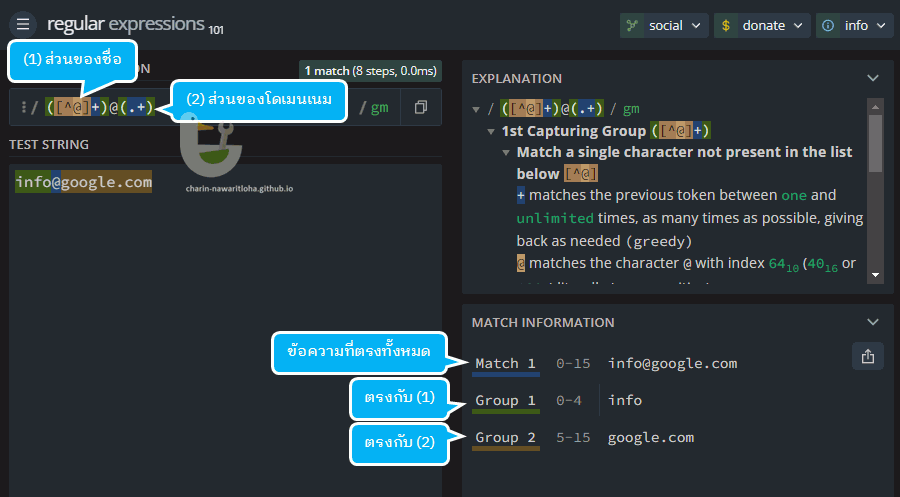 regular expressions 101
social
$ donate
info
(1) ส่วนของชื่อ
ON
1 match (8 steps, 0.0ms)
(2) ส่วนของโดเมนเนม
/ ([^@]+)@(.+) / gm
TEST STRING
charin-nawaritloha.github.io
info@google.com
EXPLANATION
/ ([^@]+)@(.+) / gm
1st Capturing Group ([^@]+)
Match a single character not present in the list
below [^@]
+ matches the previous token between one and
unlimited times, as many times as possible, giving
back as needed (greedy)
@ matches the character @ with index 64₁₀ (40₁₆ or
MATCH INFORMATION
ข้อความที่ตรงทั้งหมด
Match 1 0-15 info@google.com
ตรงกับ (1)
Group 1 0-4 info
ตรงกับ (2)
Group 2 5-15 google.com